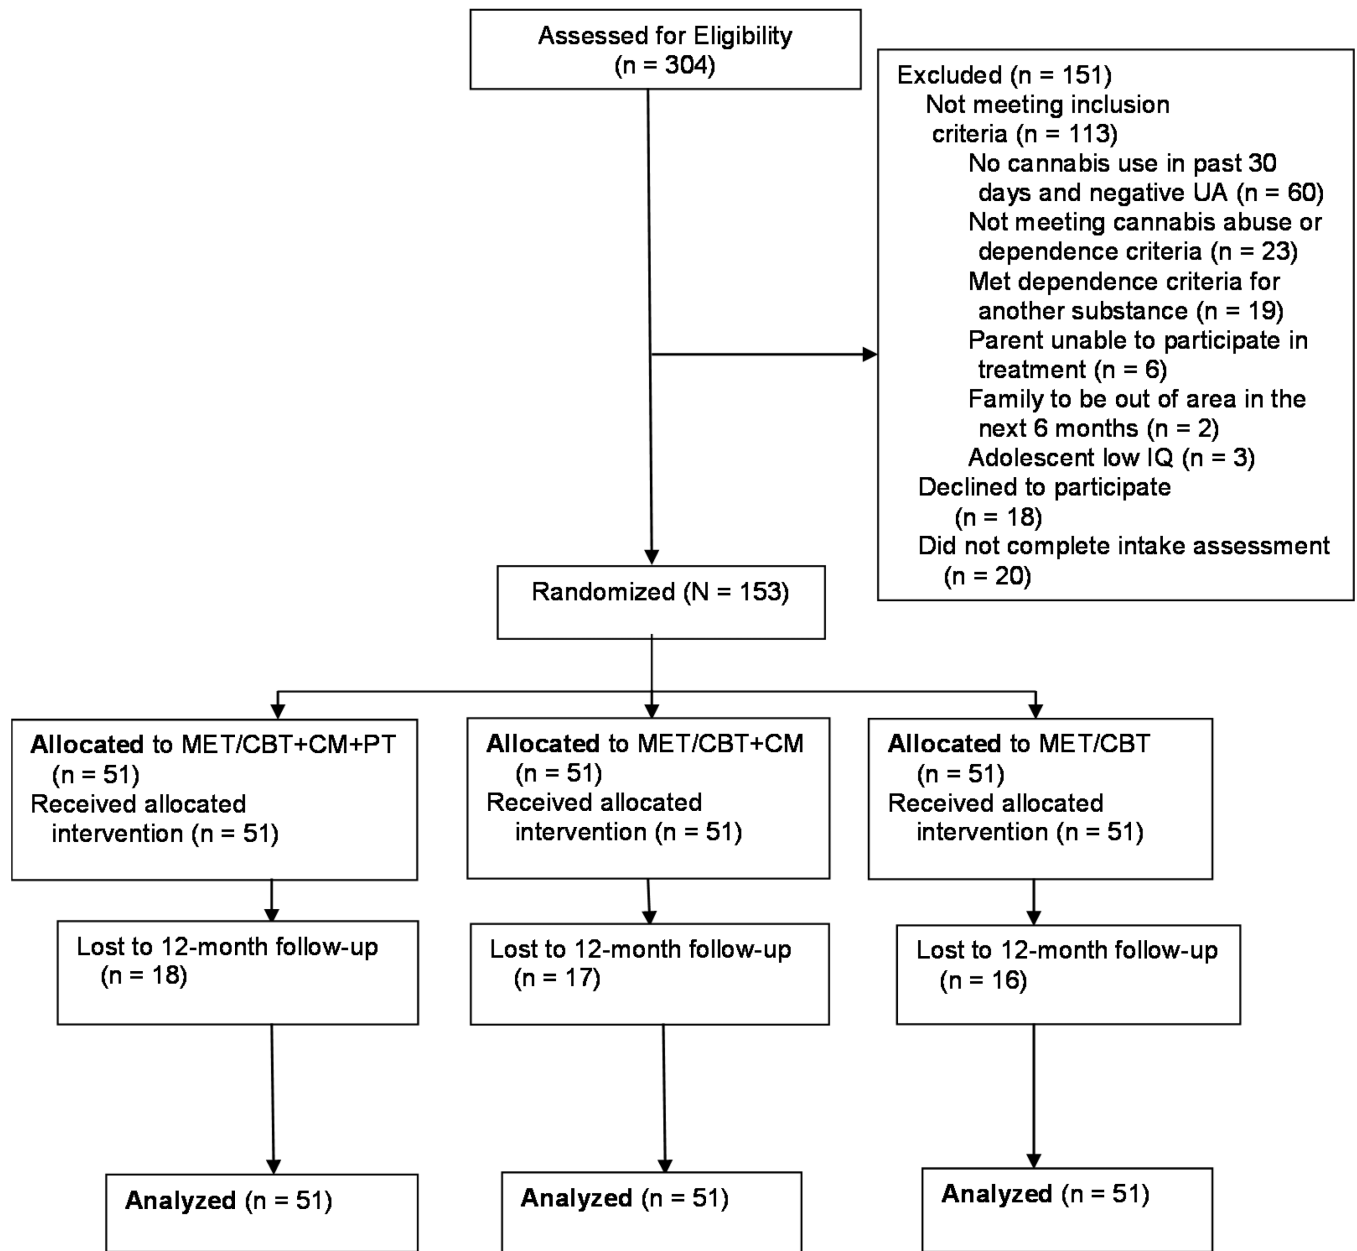 Assessed for Eligibility
(n = 304)
Excluded (n = 151)
Not meeting inclusion
criteria (n = 113)
No cannabis use in past 30
days and negative UA (n = 60)
Not meeting cannabis abuse or
dependence criteria (n = 23)
Met dependence criteria for
another substance (n = 19)
Parent unable to participate in
treatment (n = 6)
Family to be out of area in the
next 6 months (n = 2)
Adolescent low IQ (n = 3)
Declined to participate
(n = 18)
Did not complete intake assessment
(n = 20)
Randomized (N = 153)
Allocated to MET/CBT+CM+PT
(n = 51)
Received allocated
intervention (n = 51)
Allocated to MET/CBT+CM
(n = 51)
Received allocated
intervention (n = 51)
Allocated to MET/CBT
(n = 51)
Received allocated
intervention (n = 51)
Lost to 12-month follow-up
(n = 18)
Lost to 12-month follow-up
(n = 17)
Lost to 12-month follow-up
(n = 16)
Analyzed (n = 51)
Analyzed (n = 51)
Analyzed (n = 51)